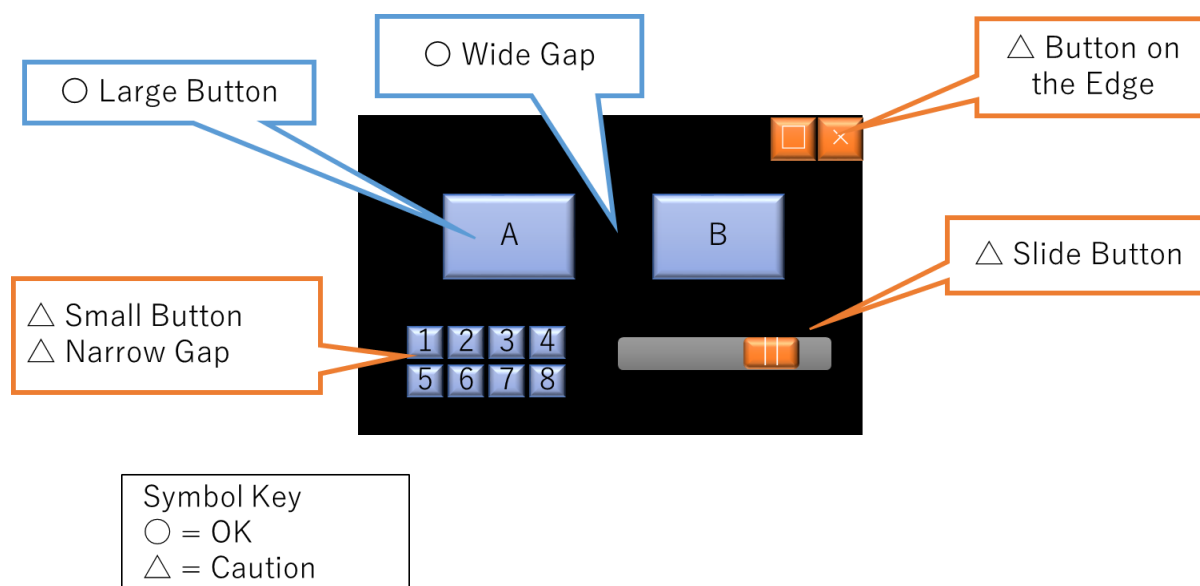 ○ Wide Gap
△ Button on
the Edge
○ Large Button
A
B
△ Slide Button
△ Small Button
△ Narrow Gap
1 2 3 4
5 6 7 8
Symbol Key
○ = OK
△ = Caution